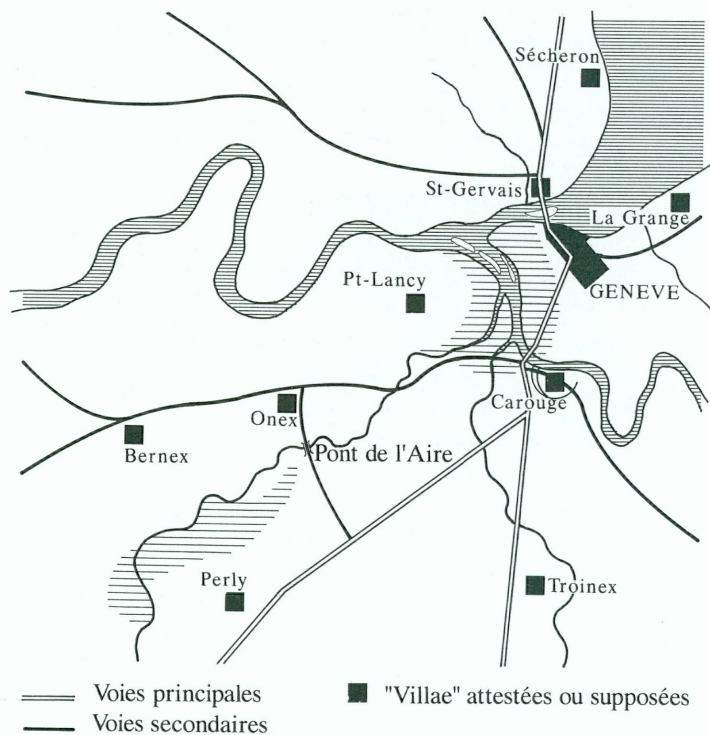 Sécheron
St-Gervais
La Grange
Pt-Lancy
GENEVE
Carouge
Onex
Bernex
Pont de l'Aire
Perly
Troinex
Voies principales
"Villae" attestées ou supposées
Voies secondaires